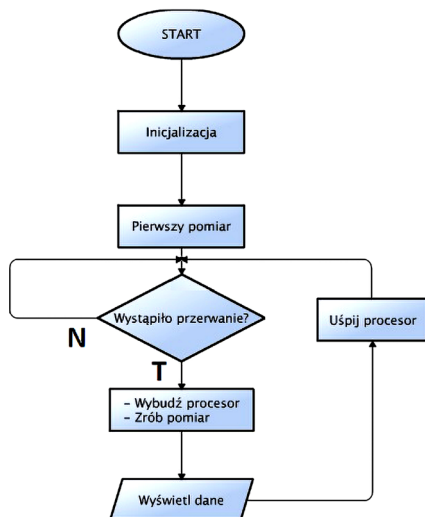 START
Inicjalizacja
Pierwszy pomiar
Wystąpiło przerwanie?
N
Uśpij procesor
T
- Wybudź procesor
- Zrób pomiar
Wyświetl dane